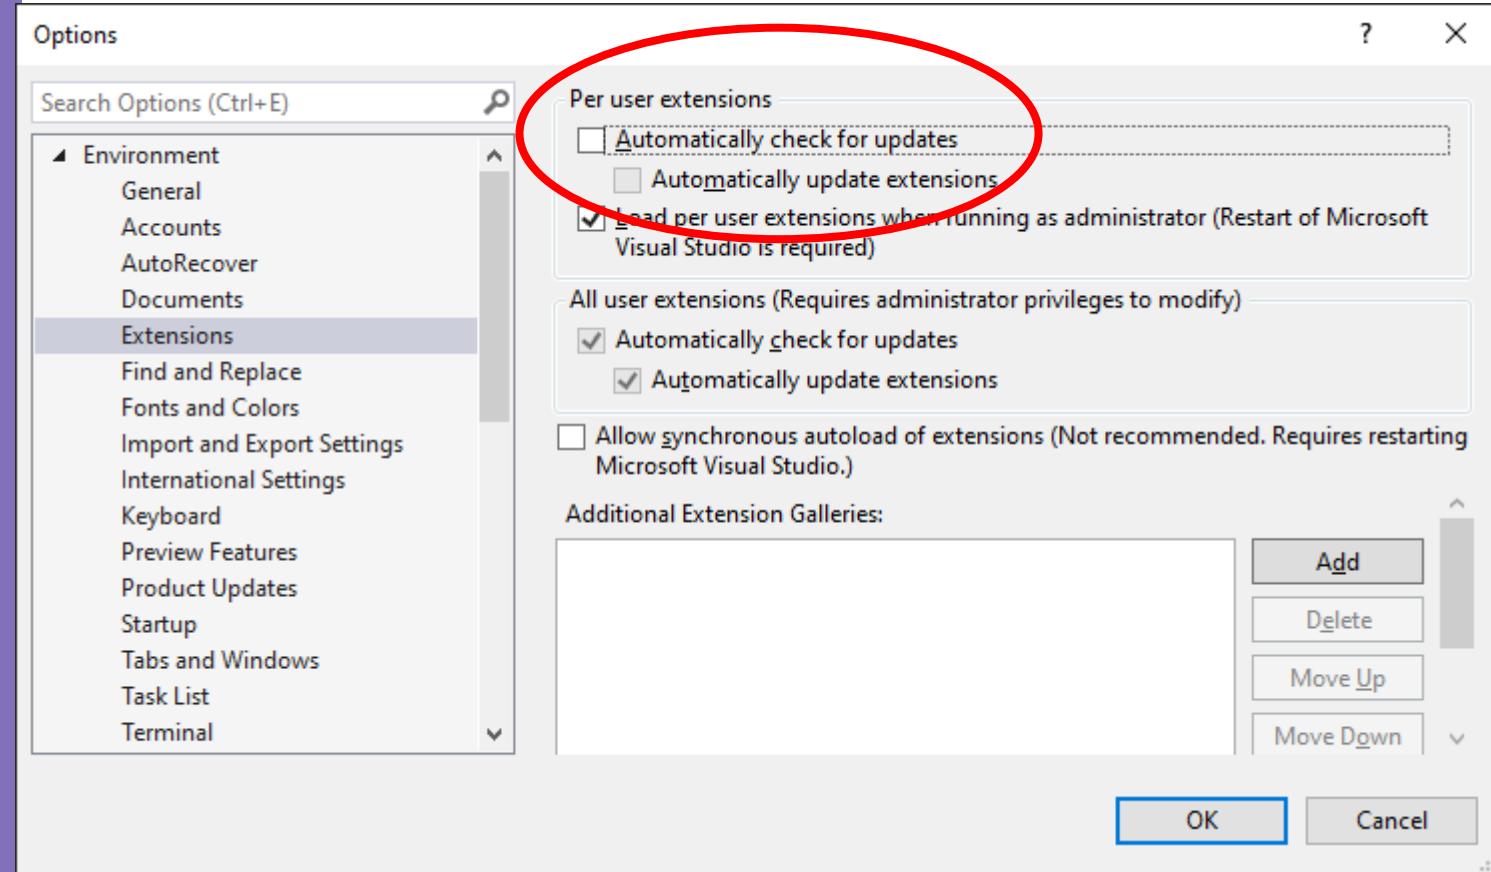 Options
?
Search Options (Ctrl+E)
Environment
General
Accounts
AutoRecover
Documents
Extensions
Find and Replace
Fonts and Colors
Import and Export Settings
International Settings
Keyboard
Preview Features
Product Updates
Startup
Tabs and Windows
Task List
Terminal
Per user extensions
Automatically check for updates
Automatically update extensions
Load per user extensions when running as administrator (Restart of Microsoft
Visual Studio is required)
All user extensions (Requires administrator privileges to modify)
Automatically check for updates
Automatically update extensions
Allow synchronous autoload of extensions (Not recommended. Requires restarting
Microsoft Visual Studio.)
Additional Extension Galleries:
Add
Delete
Move Up
Move Down
OK
Cancel